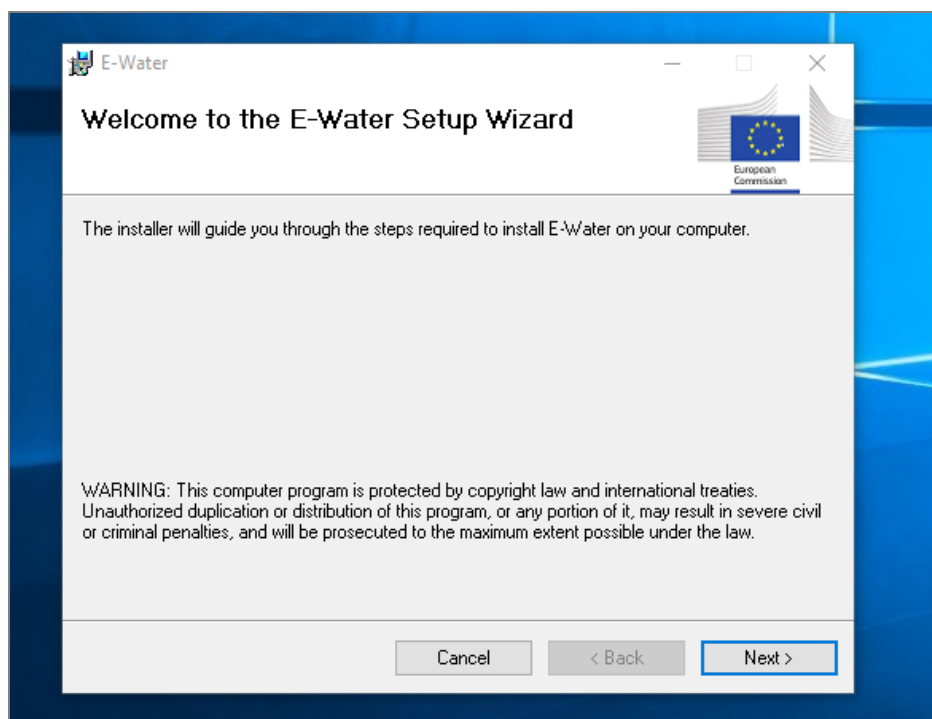 E-Water
Welcome to the E-Water Setup Wizard
European
Commission
The installer will guide you through the steps required to install E-Water on your computer.
WARNING: This computer program is protected by copyright law and international treaties.
Unauthorized duplication or distribution of this program, or any portion of it, may result in severe civil
or criminal penalties, and will be prosecuted to the maximum extent possible under the law.
Cancel
< Back
Next >